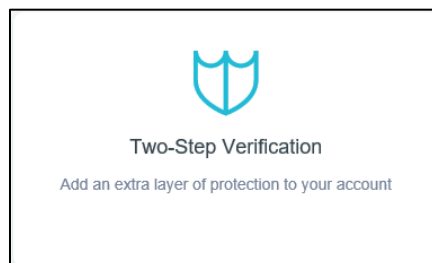 Two-Step Verification
Add an extra layer of protection to your account